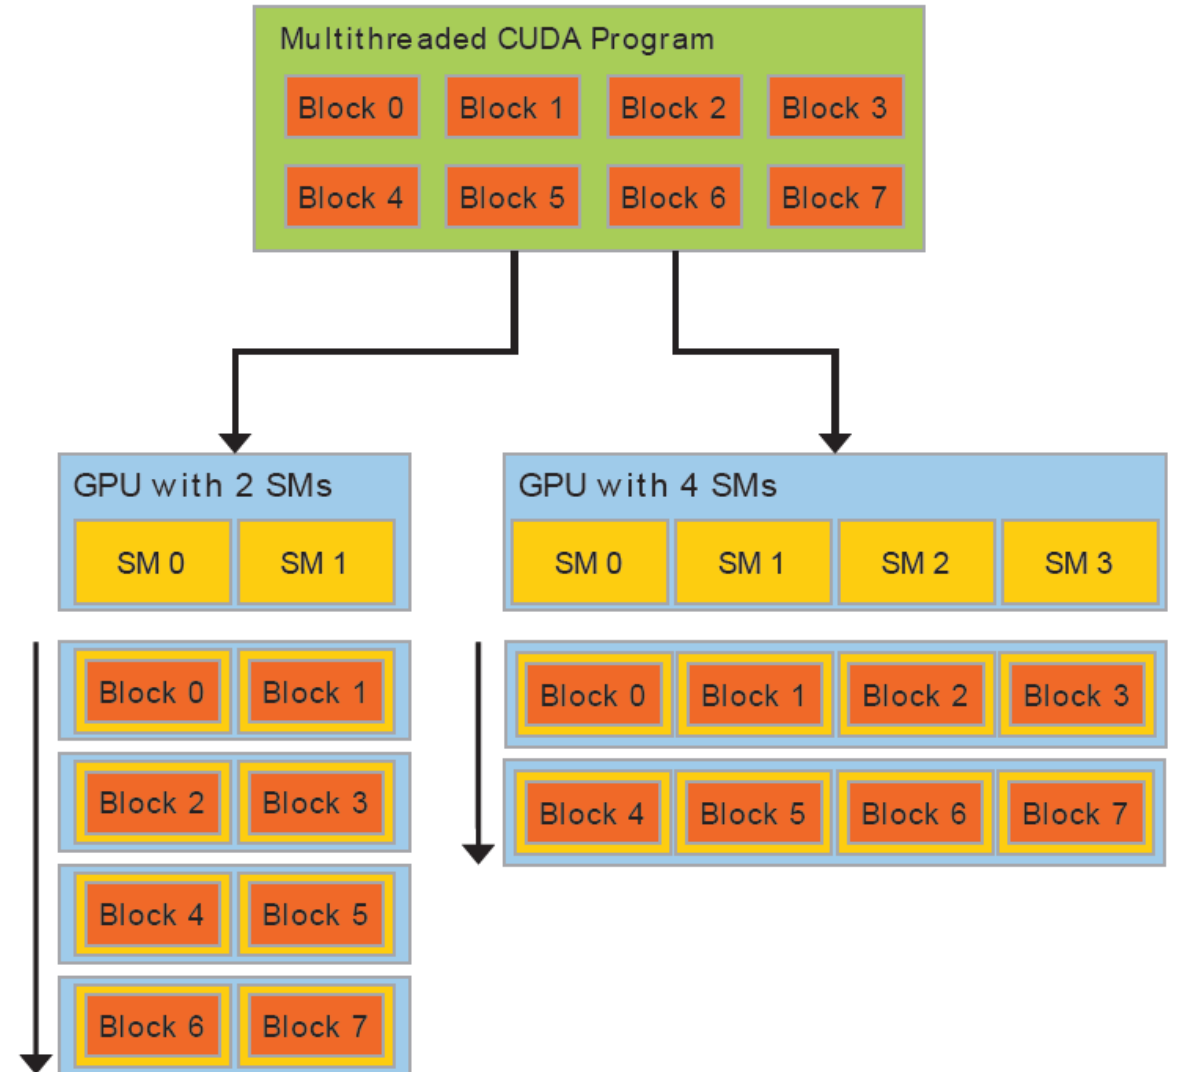 Multithreaded CUDA Program
Block 0 Block 1 Block 2 Block 3
Block 4 Block 5 Block 6 Block 7
GPU with 2 SMs
SM 0 SM 1
Block 0 Block 1
Block 2 Block 3
Block 4 Block 5
Block 6 Block 7
GPU with 4 SMs
SM 0 SM 1 SM 2 SM 3
Block 0 Block 1 Block 2 Block 3
Block 4 Block 5 Block 6 Block 7